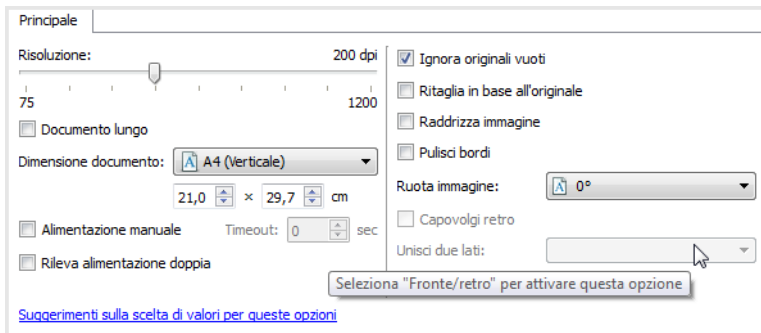 Principale
Risoluzione: 200 dpi
75 1200
Documento lungo
Dimensione documento: A4 (Verticale)
21,0 × 29,7 cm
Alimentazione manuale Timeout: 0 sec
Rileva alimentazione doppia
Suggerimenti sulla scelta di valori per queste opzioni
Ignora originali vuoti
Ritaglia in base all'originale
Raddrizza immagine
Pulisci bordi
Ruota immagine: 0°
Capovolgi retro
Unisci due lati:
Seleziona "Fronte/retro" per attivare questa opzione